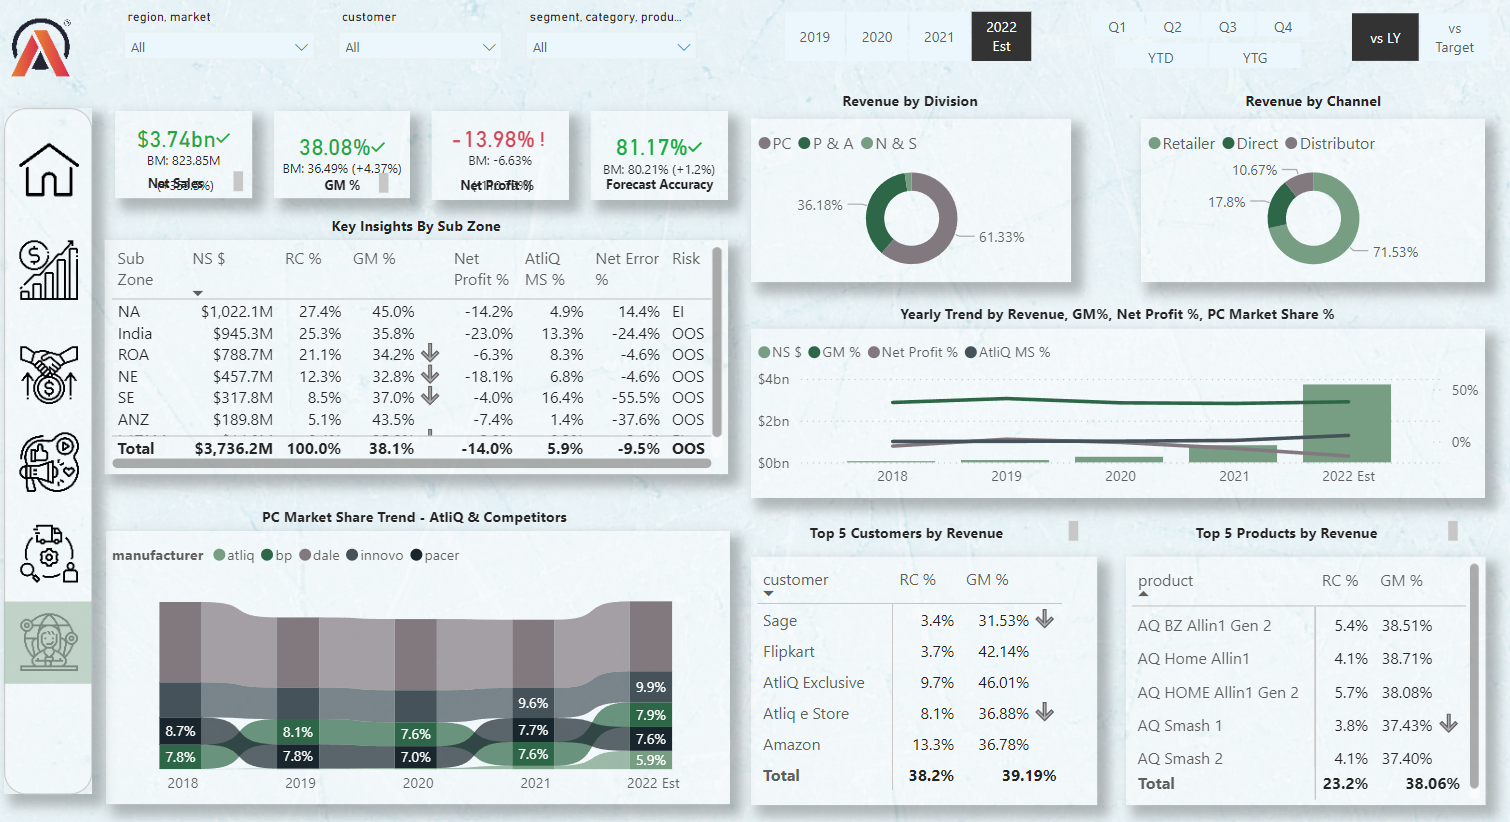 region, market
customer
segment, category, produ...
All
All
All
2019
2020
2021
2022
Est
Q1
Q2
Q3
Q4
YTD
YTG
vs LY
vs
Target
$3.74bn✓
BM: 823.85M
Net Sales
38.08%✓
BM: 36.49% (+4.37%)
GM %
-13.98% !
BM: -6.63%
Net Profit %
81.17%✓
BM: 80.21% (+1.2%)
Forecast Accuracy
Revenue by Division
PC P & A N & S
36.18%
61.33%
Revenue by Channel
Retailer Direct Distributor
10.67%
17.8%
71.53%
Key Insights By Sub Zone
Sub Zone NS $ RC % GM % Net Profit % AtliQ MS % Net Error % Risk
NA $1,022.1M 27.4% 45.0% -14.2% 4.9% 14.4% EI
India $945.3M 25.3% 35.8% -23.0% 13.3% -24.4% OOS
ROA $788.7M 21.1% 34.2% -6.3% 8.3% -4.6% OOS
NE $457.7M 12.3% 32.8% -18.1% 6.8% -4.6% OOS
SE $317.8M 8.5% 37.0% -4.0% 16.4% -55.5% OOS
ANZ $189.8M 5.1% 43.5% -7.4% 1.4% -37.6% OOS
Total $3,736.2M 100.0% 38.1% -14.0% 5.9% -9.5% OOS
Yearly Trend by Revenue, GM%, Net Profit %, PC Market Share %
NS $ GM % Net Profit % AtliQ MS %
$4bn
$2bn
$0bn
50%
0%
2018 2019 2020 2021 2022 Est
PC Market Share Trend - AtliQ & Competitors
manufacturer atliq bp dale innovo pacer
8.7%
7.8%
8.1%
7.8%
7.6%
7.0%
9.6%
7.7%
7.6%
9.9%
7.9%
7.6%
5.9%
2018 2019 2020 2021 2022 Est
Top 5 Customers by Revenue
customer RC % GM %
Sage 3.4% 31.53%
Flipkart 3.7% 42.14%
AtliQ Exclusive 9.7% 46.01%
Atliq e Store 8.1% 36.88%
Amazon 13.3% 36.78%
Total 38.2% 39.19%
Top 5 Products by Revenue
product RC % GM %
AQ BZ Allin1 Gen 2 5.4% 38.51%
AQ Home Allin1 4.1% 38.71%
AQ HOME Allin1 Gen 2 5.7% 38.08%
AQ Smash 1 3.8% 37.43%
AQ Smash 2 4.1% 37.40%
Total 23.2% 38.06%